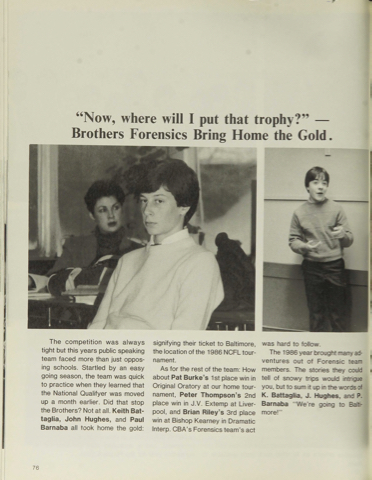 “Now, where will I put that trophy?” —
Brothers Forensics Bring Home the Gold.
The competition was always
tight but this years public speaking
team faced more than just oppos-
ing schools. Startled by an easy
going season, the team was quick
to practice when they learned that
the National Qualifyer was moved
up a month earlier. Did that stop
the Brothers? Not at all. Keith Bat-
taglia, John Hughes, and Paul
Barnaba all took home the gold:
signifying their ticket to Baltimore,
the location of the 1986 NCFL tour-
nament.
As for the rest of the team: How
about Pat Burke's 1st place win in
Original Oratory at our home tour-
nament, Peter Thompson's 2nd
place win in J.V. Extemp at Liver-
pool, and Brian Riley's 3rd place
win at Bishop Kearney in Dramatic
Interp. CBA's Forensics team's act
was hard to follow.
The 1986 year brought many ad-
ventures out of Forensic team
members. The stories they could
tell of snowy trips would intrigue
you, but to sum it up in the words of
K. Battaglia, J. Hughes, and P.
Barnaba “We're going to Balti-
more!”
76